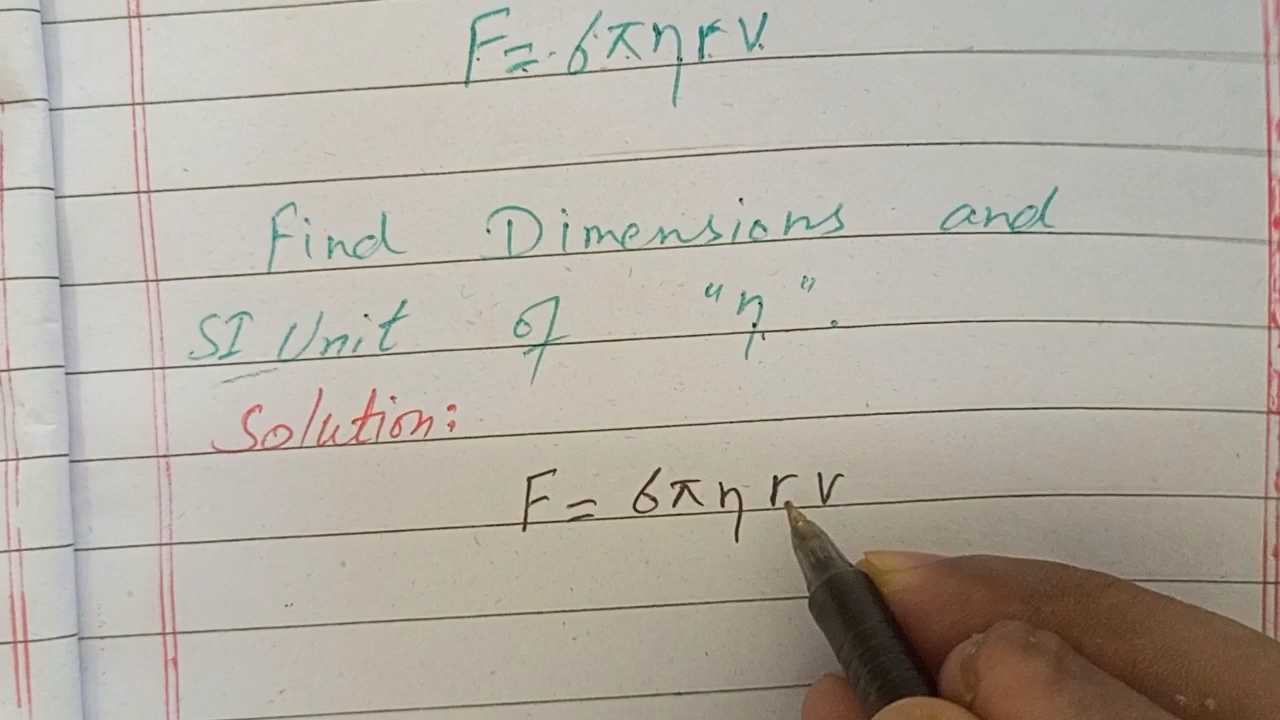 F = 6πηrv
Find Dimensions and
SI Unit of "η".
Solution:
F = 6πηrv